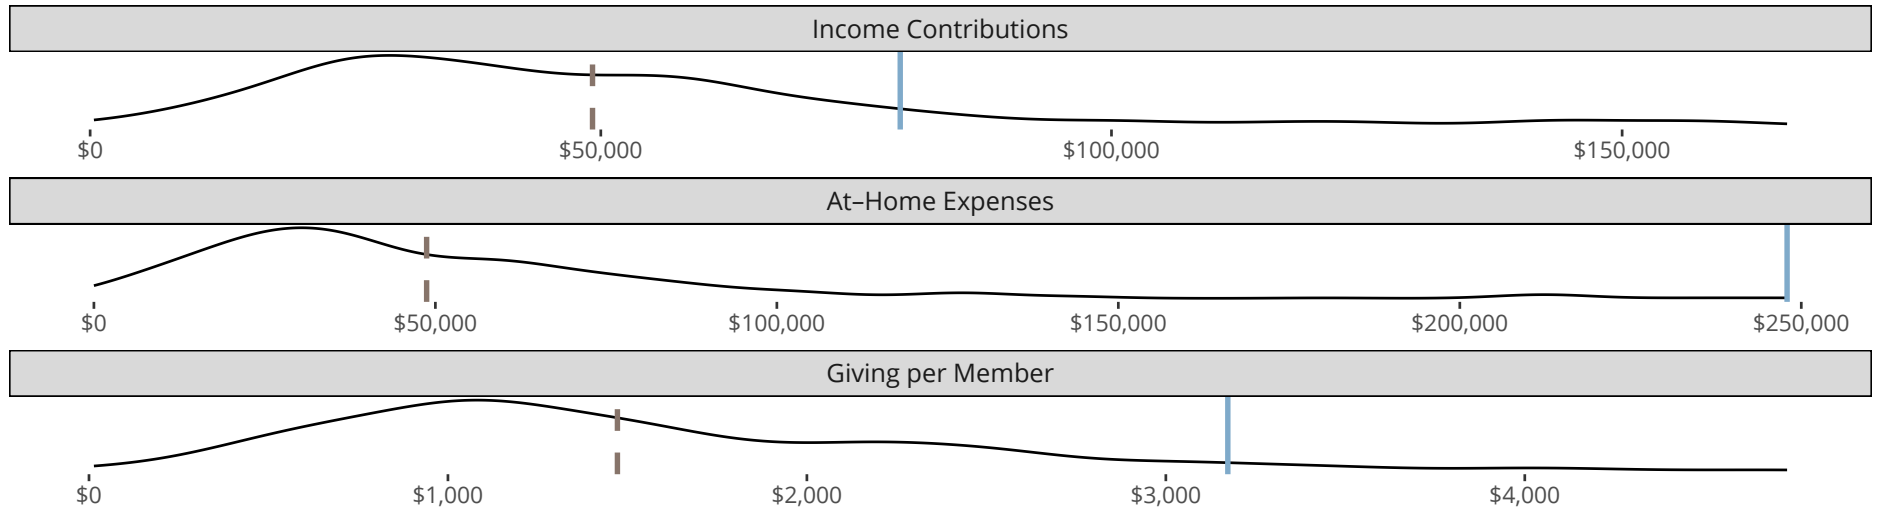 Income Contributions
$0 $50,000 $100,000 $150,000
At–Home Expenses
$0 $50,000 $100,000 $150,000 $200,000 $250,000
Giving per Member
$0 $1,000 $2,000 $3,000 $4,000